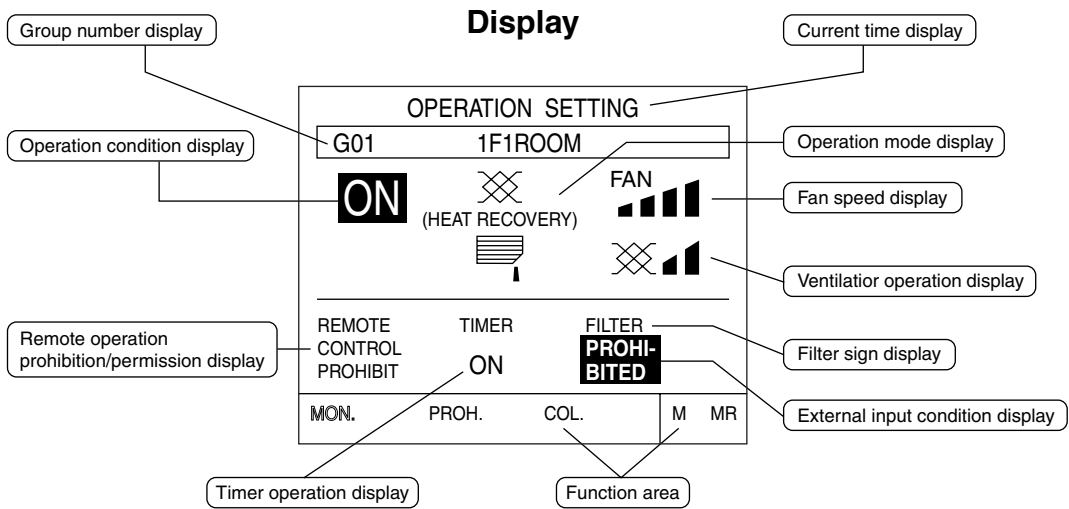 Display
Group number display
Current time display
OPERATION SETTING
G01 1F1ROOM
Operation condition display
Operation mode display
ON
(HEAT RECOVERY)
FAN
Fan speed display
Ventilatior operation display
Remote operation
prohibition/permission display
REMOTE
CONTROL
PROHIBIT
TIMER
ON
FILTER
PROHI-
BITED
Filter sign display
External input condition display
MON. PROH. COL. M MR
Timer operation display
Function area